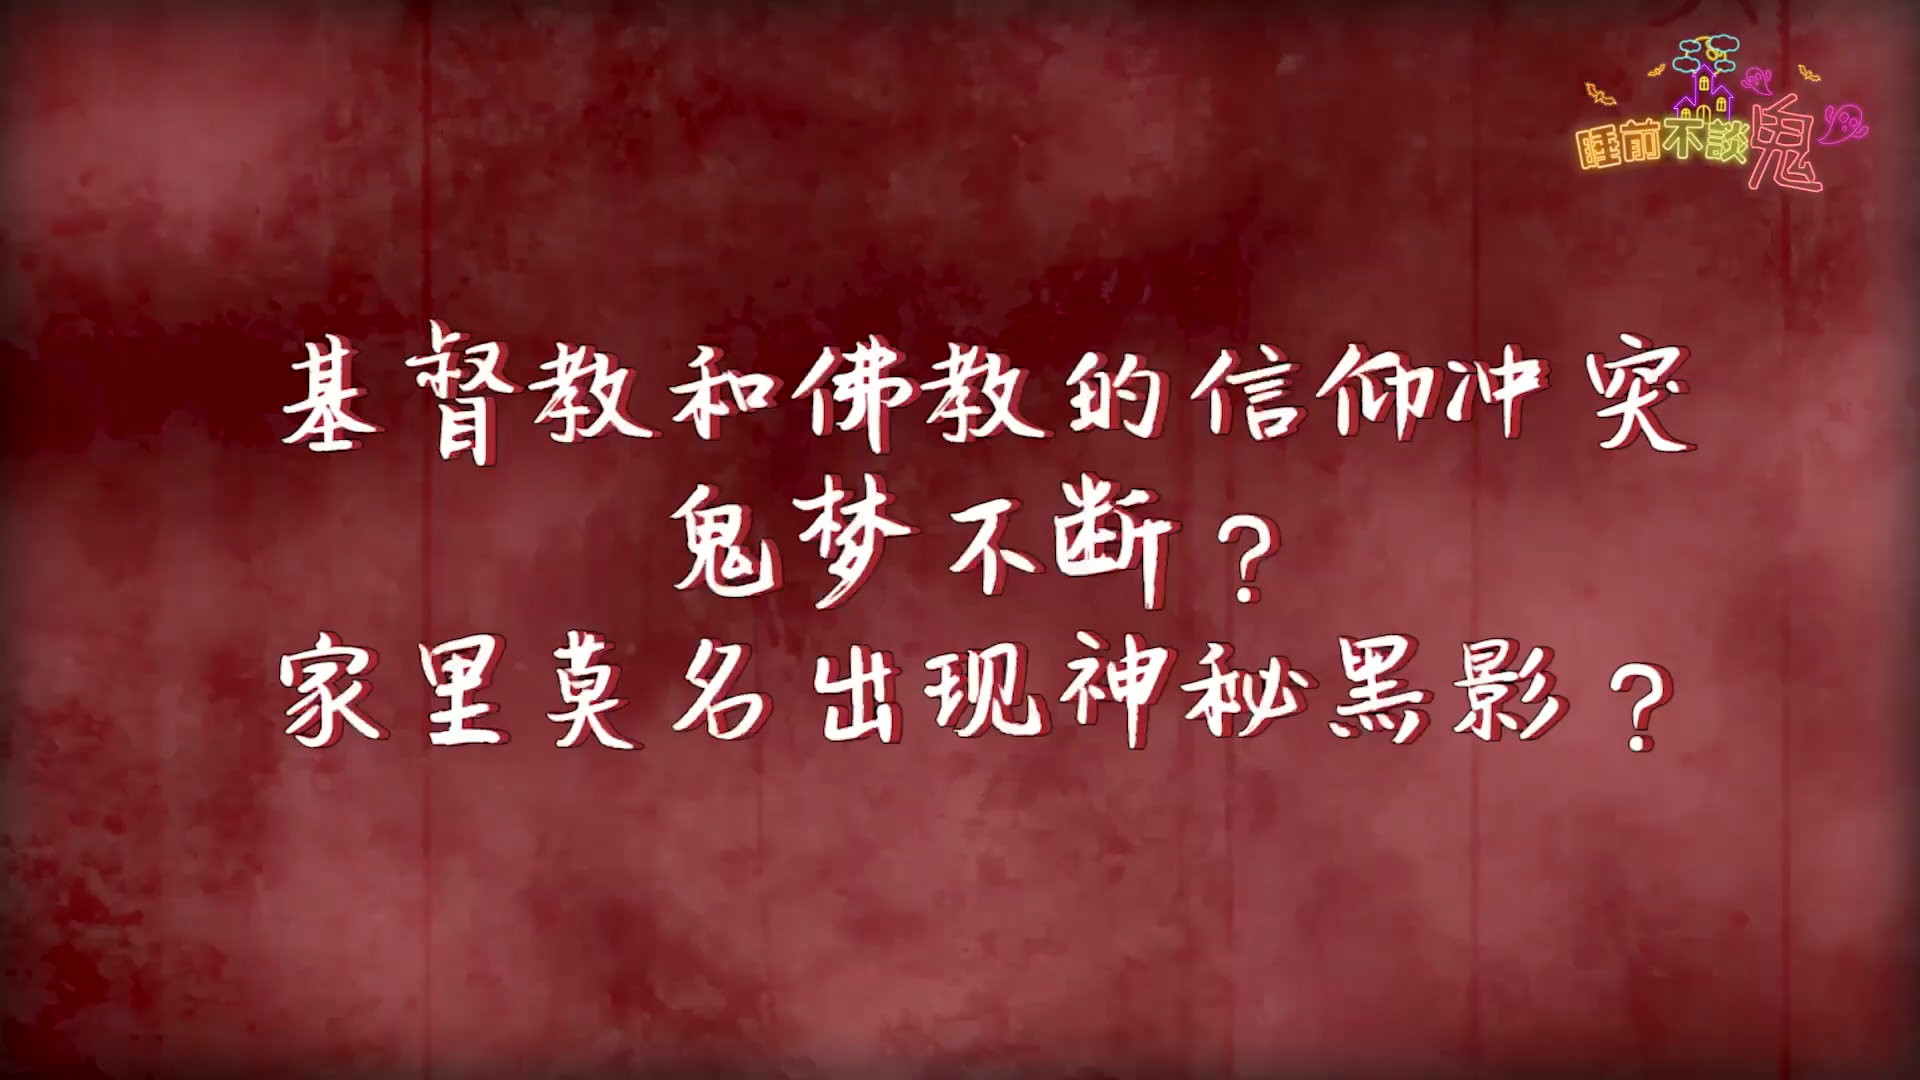 睡前不談鬼
基督教和佛教的信仰冲突
鬼梦不断？
家里莫名出现神秘黑影？